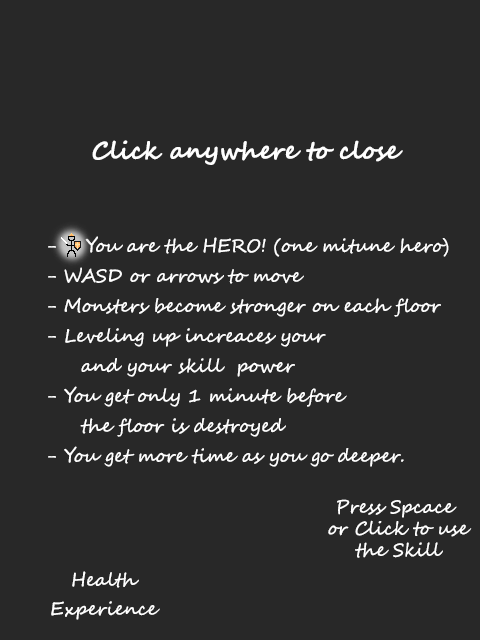 Click anywhere to close
- You are the HERO! (one mitune hero)
- WASD or arrows to move
- Monsters become stronger on each floor
- Leveling up increaces your
and your skill power
- You get only 1 minute before
the floor is destroyed
- You get more time as you go deeper.
Press Spcace
or Click to use
the Skill
Health
Experience